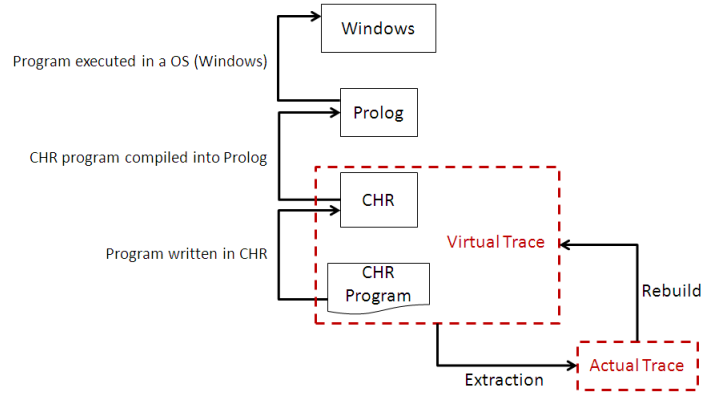 Windows
Program executed in a OS (Windows)
Prolog
CHR program compiled into Prolog
CHR
Virtual Trace
Program written in CHR
CHR
Program
Rebuild
Actual Trace
Extraction